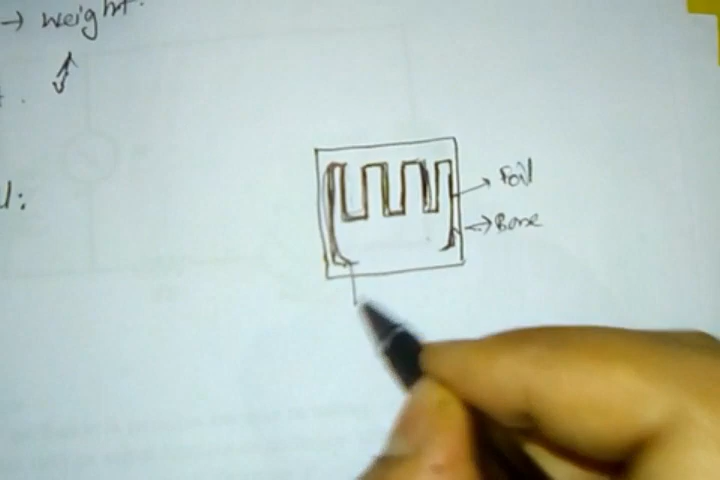 → weight.
l:
→ Foil
→ Base